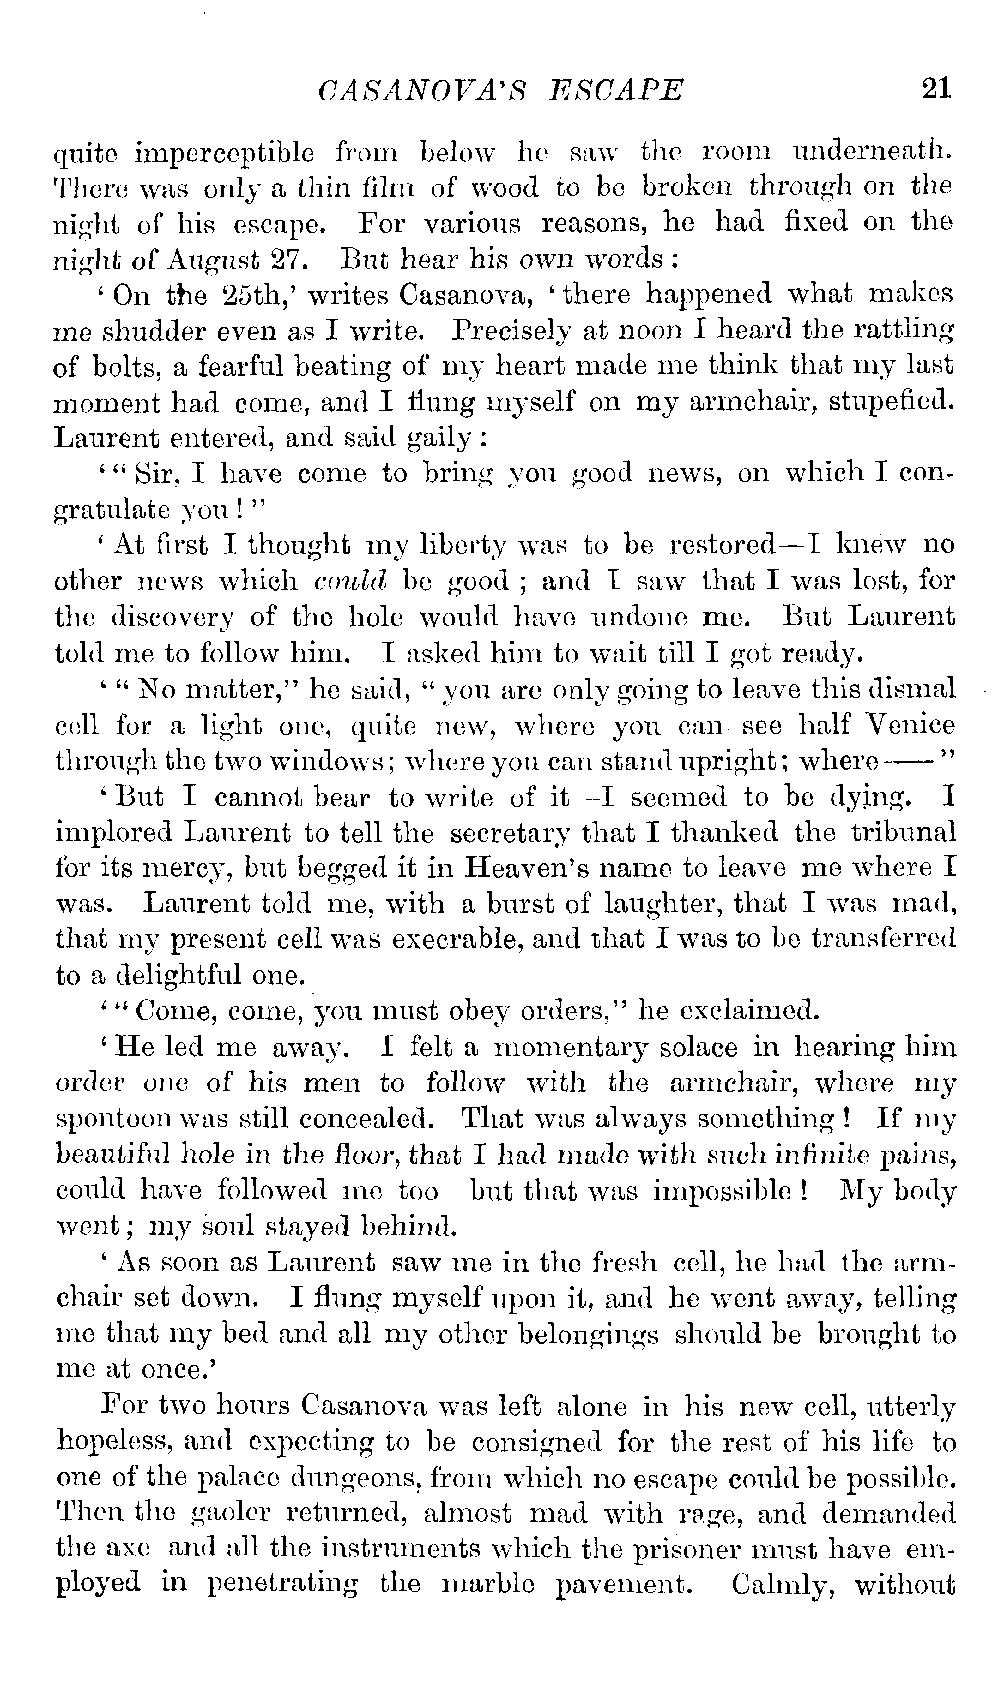 CASANOVA'S ESCAPE 21
quite imperceptible from below he saw the room underneath.
There was only a thin film of wood to be broken through on the
night of his escape. For various reasons, he had fixed on the
night of August 27. But hear his own words :
‘ On the 25th,’ writes Casanova, ‘ there happened what makes
me shudder even as I write. Precisely at noon I heard the rattling
of bolts, a fearful beating of my heart made me think that my last
moment had come, and I flung myself on my armchair, stupefied.
Laurent entered, and said gaily :
‘ “ Sir, I have come to bring you good news, on which I con-
gratulate you ! ”
‘ At first I thought my liberty was to be restored—I knew no
other news which could be good ; and I saw that I was lost, for
the discovery of the hole would have undone me. But Laurent
told me to follow him. I asked him to wait till I got ready.
‘ “ No matter,” he said, “ you are only going to leave this dismal
cell for a light one, quite new, where you can see half Venice
through the two windows ; where you can stand upright ; where —— ”
‘ But I cannot bear to write of it –I seemed to be dying. I
implored Laurent to tell the secretary that I thanked the tribunal
for its mercy, but begged it in Heaven’s name to leave me where I
was. Laurent told me, with a burst of laughter, that I was mad,
that my present cell was execrable, and that I was to be transferred
to a delightful one.
‘ “ Come, come, you must obey orders,” he exclaimed.
‘ He led me away. I felt a momentary solace in hearing him
order one of his men to follow with the armchair, where my
spontoon was still concealed. That was always something ! If my
beautiful hole in the floor, that I had made with such infinite pains,
could have followed me too but that was impossible ! My body
went ; my soul stayed behind.
‘ As soon as Laurent saw me in the fresh cell, he had the arm-
chair set down. I flung myself upon it, and he went away, telling
me that my bed and all my other belongings should be brought to
me at once.’
For two hours Casanova was left alone in his new cell, utterly
hopeless, and expecting to be consigned for the rest of his life to
one of the palace dungeons, from which no escape could be possible.
Then the gaoler returned, almost mad with rage, and demanded
the axe and all the instruments which the prisoner must have em-
ployed in penetrating the marble pavement. Calmly, without